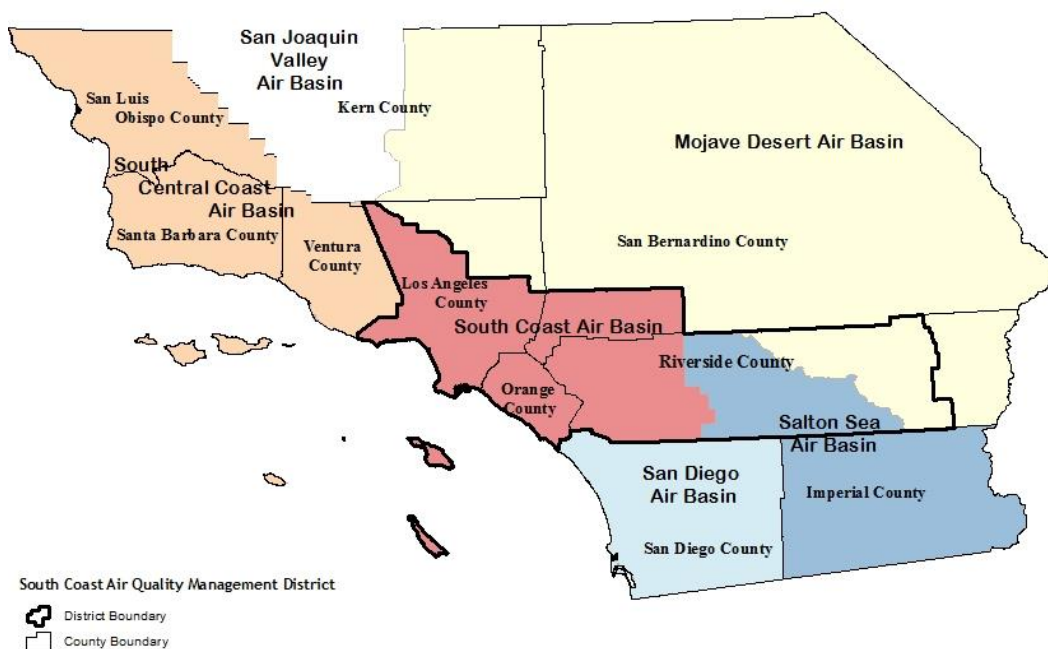 San Joaquin
Valley
Air Basin
Kern County
San Luis
Obispo County
Mojave Desert Air Basin
South
Central Coast
Air Basin
Santa Barbara County
Ventura
County
San Bernardino County
Los Angeles
County
South Coast Air Basin
Riverside County
Orange
County
Salton Sea
Air Basin
San Diego
Air Basin
Imperial County
San Diego County
South Coast Air Quality Management District
District Boundary
County Boundary